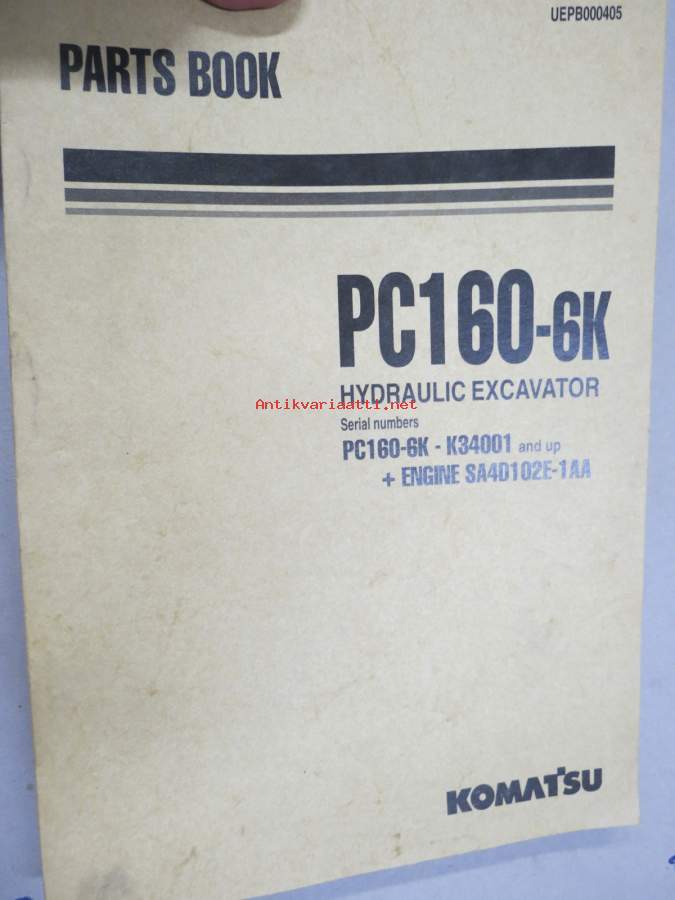 UEPB000405
PARTS BOOK
PC160-6K
HYDRAULIC EXCAVATOR
Antikvariaatti.net
Serial numbers
PC160-6K - K34001 and up
+ ENGINE SA4D102E-1AA
KOMATSU